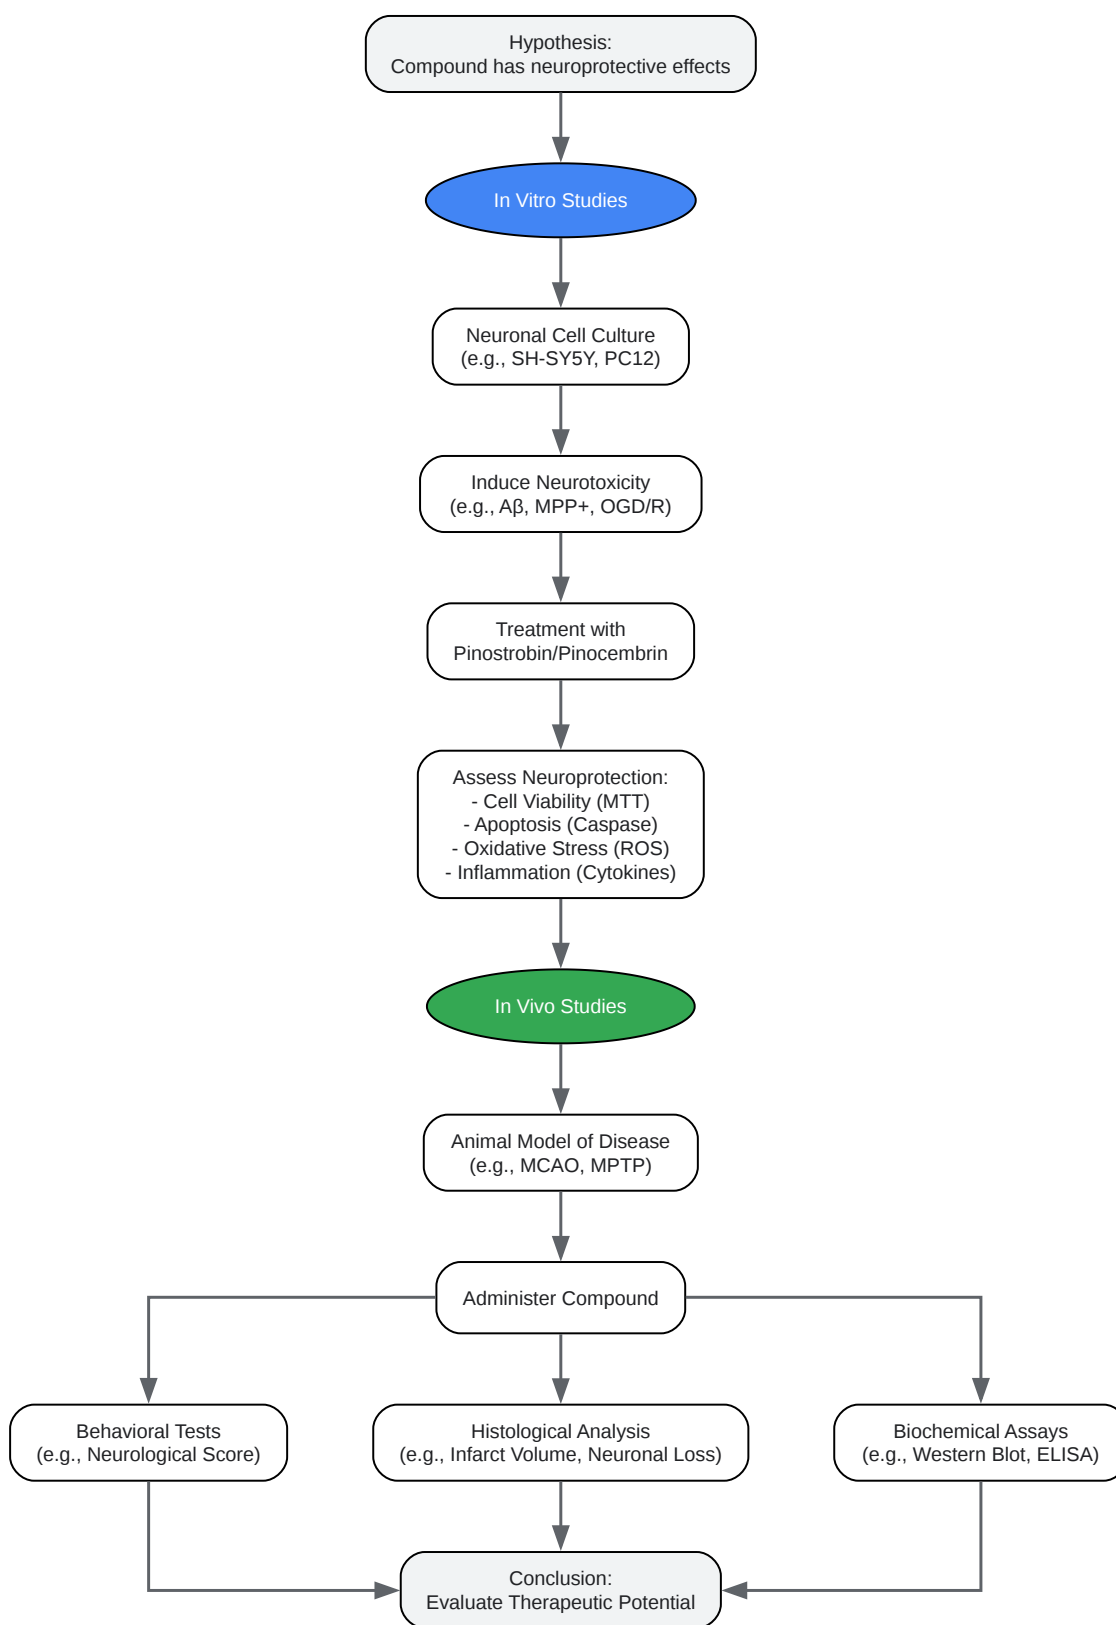 Hypothesis:
Compound has neuroprotective effects
In Vitro Studies
Neuronal Cell Culture
(e.g., SH-SY5Y, PC12)
Induce Neurotoxicity
(e.g., Aβ, MPP+, OGD/R)
Treatment with
Pinostrobin/Pinocembrin
Assess Neuroprotection:
- Cell Viability (MTT)
- Apoptosis (Caspase)
- Oxidative Stress (ROS)
- Inflammation (Cytokines)
In Vivo Studies
Animal Model of Disease
(e.g., MCAO, MPTP)
Administer Compound
Behavioral Tests
(e.g., Neurological Score)
Histological Analysis
(e.g., Infarct Volume, Neuronal Loss)
Biochemical Assays
(e.g., Western Blot, ELISA)
Conclusion:
Evaluate Therapeutic Potential